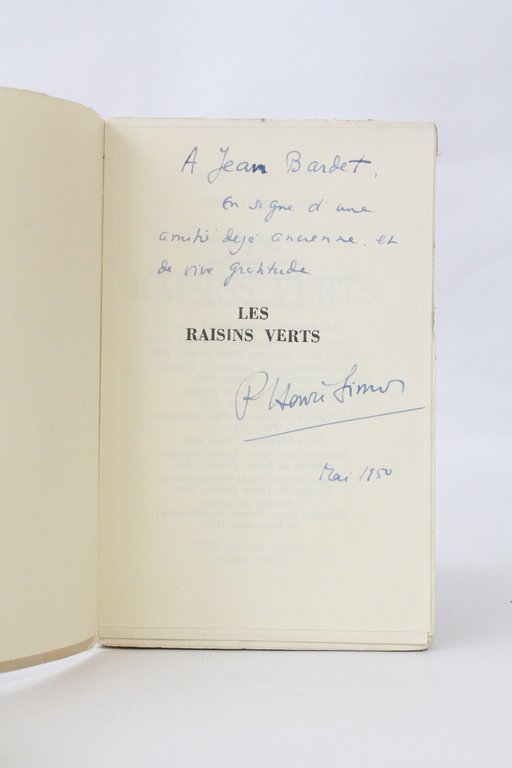 A Jean Bardet,
En signe d'une
amitié déjà ancienne, et
de vive gratitude
LES
RAISINS VERTS
P Henri Simon
Mai 1950